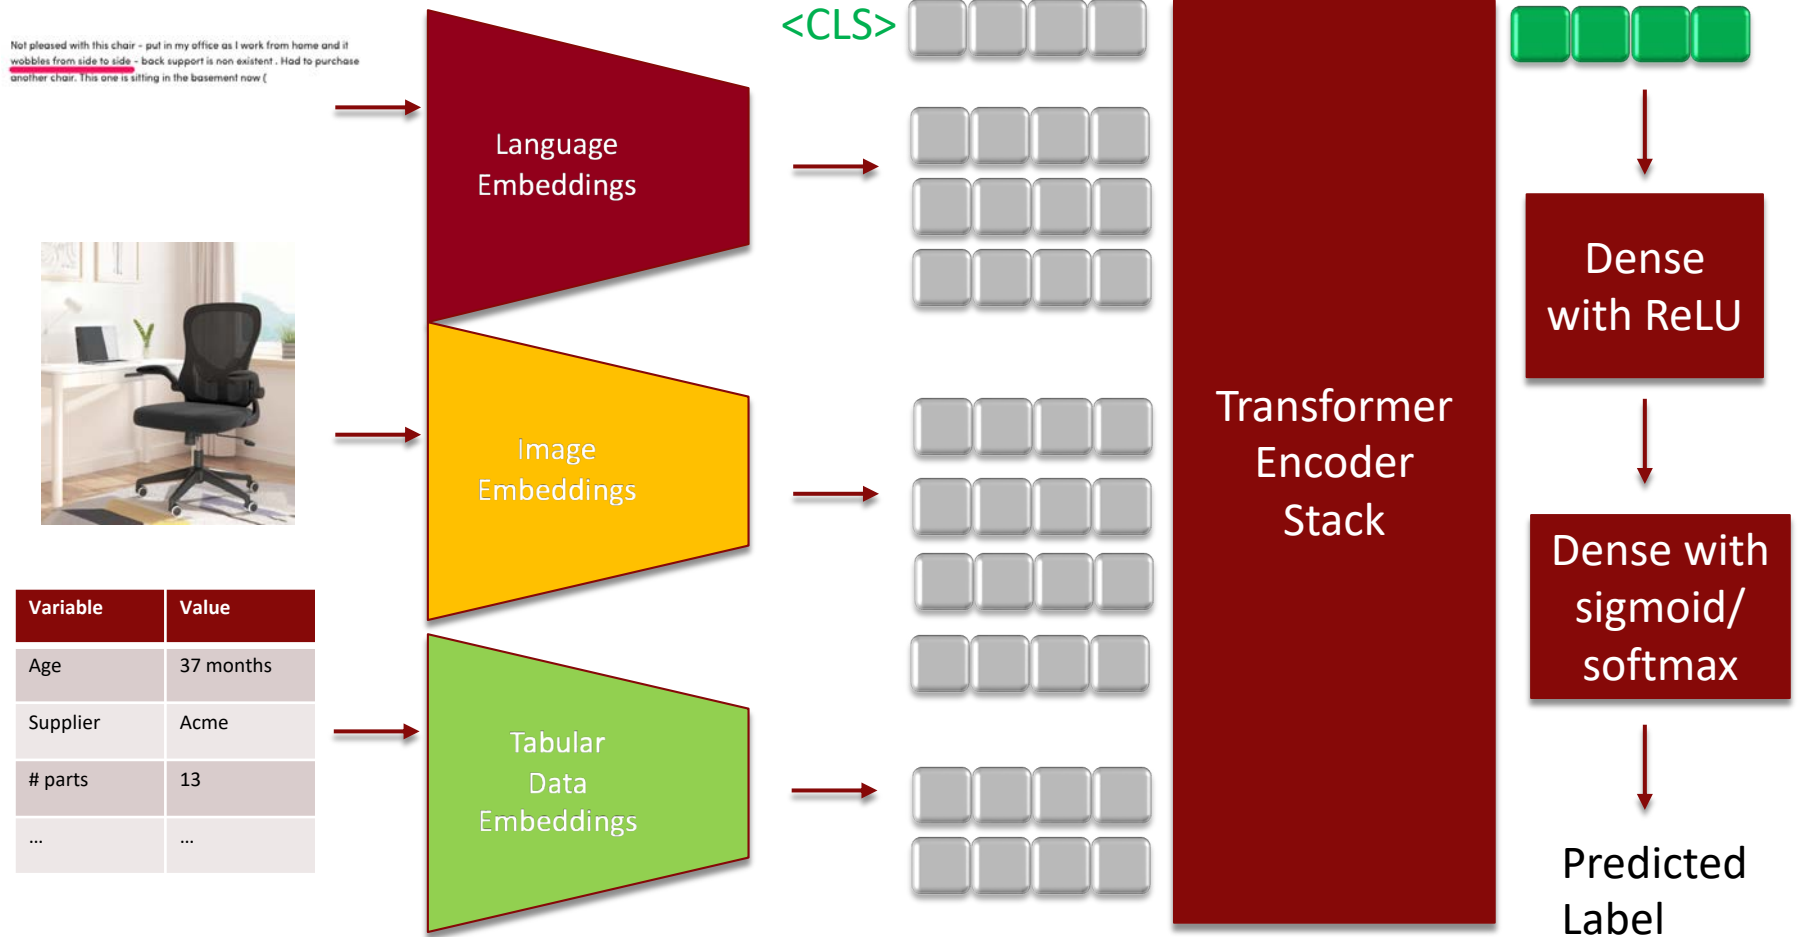 Not pleased with this chair - put in my office as I work from home and it
wobbles from side to side - back support is non existent . Had to purchase
another chair. This one is sitting in the basement now (
Variable Value
Age 37 months
Supplier Acme
# parts 13
... ...
Language
Embeddings
Image
Embeddings
Tabular
Data
Embeddings
<CLS>
Transformer
Encoder
Stack
Dense
with ReLU
Dense with
sigmoid/
softmax
Predicted
Label